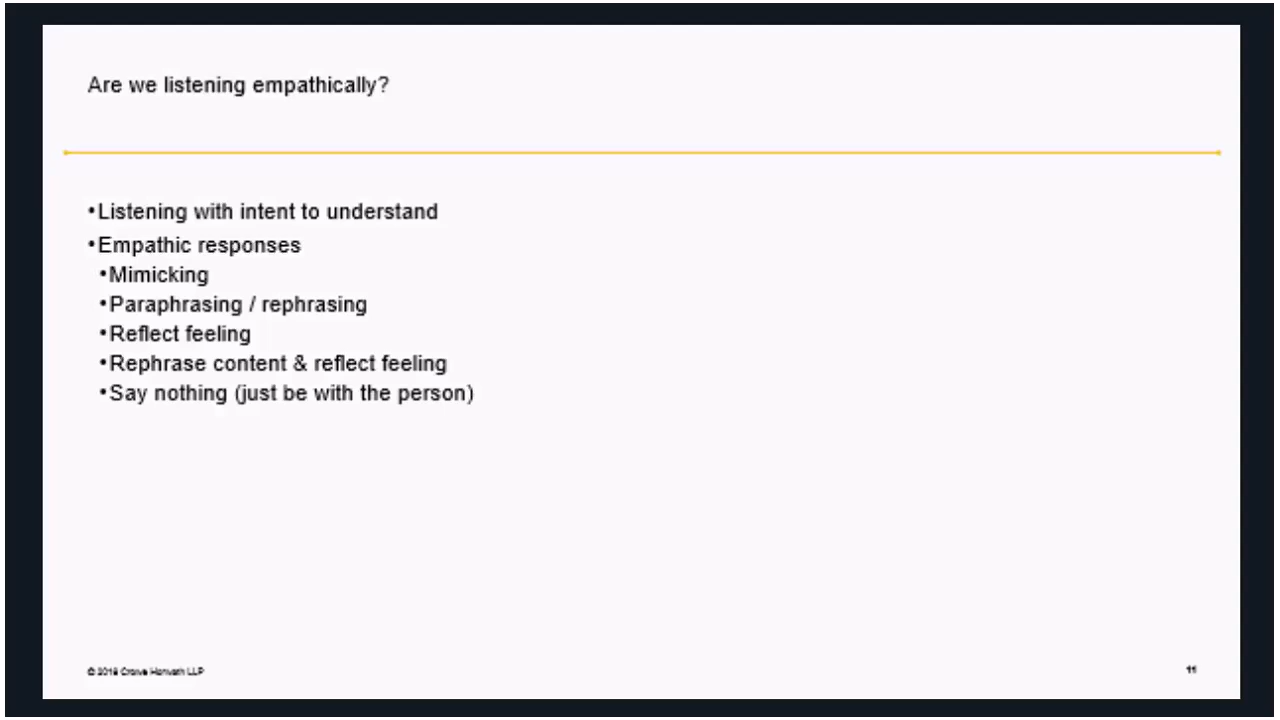 Are we listening empathically?
•Listening with intent to understand
•Empathic responses
•Mimicking
•Paraphrasing / rephrasing
•Reflect feeling
•Rephrase content & reflect feeling
•Say nothing (just be with the person)
© 2016 Crowe Horwath LLP
11